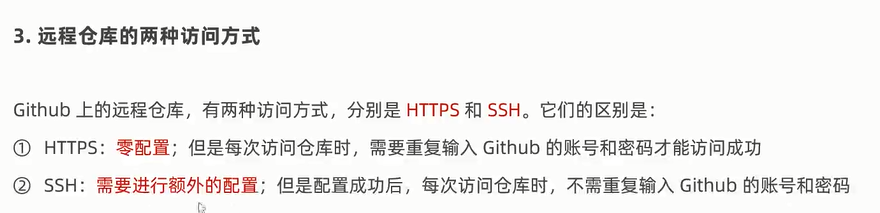 3. 远程仓库的两种访问方式
Github 上的远程仓库，有两种访问方式，分别是 HTTPS 和 SSH。它们的区别是：
① HTTPS：零配置；但是每次访问仓库时，需要重复输入 Github 的账号和密码才能访问成功
② SSH：需要进行额外的配置；但是配置成功后，每次访问仓库时，不需重复输入 Github 的账号和密码